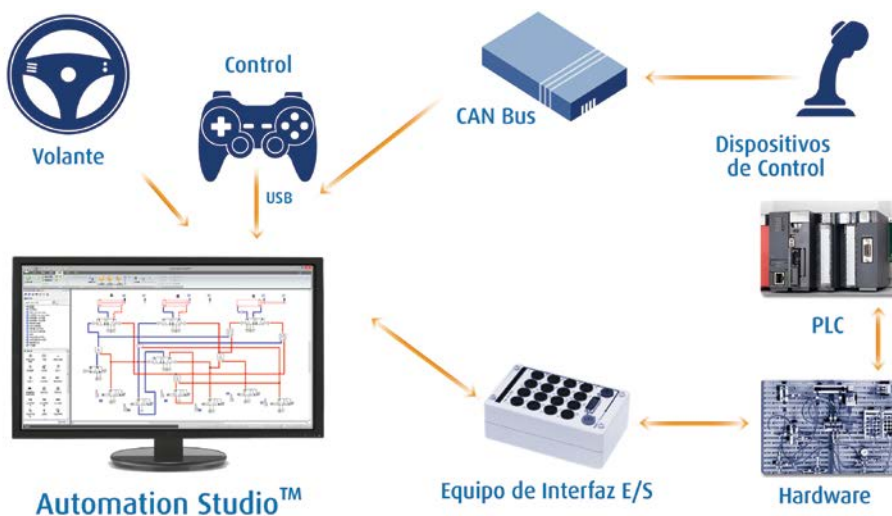 Control
Volante
USB
CAN Bus
Dispositivos
de Control
PLC
Automation Studio™
Equipo de Interfaz E/S
Hardware